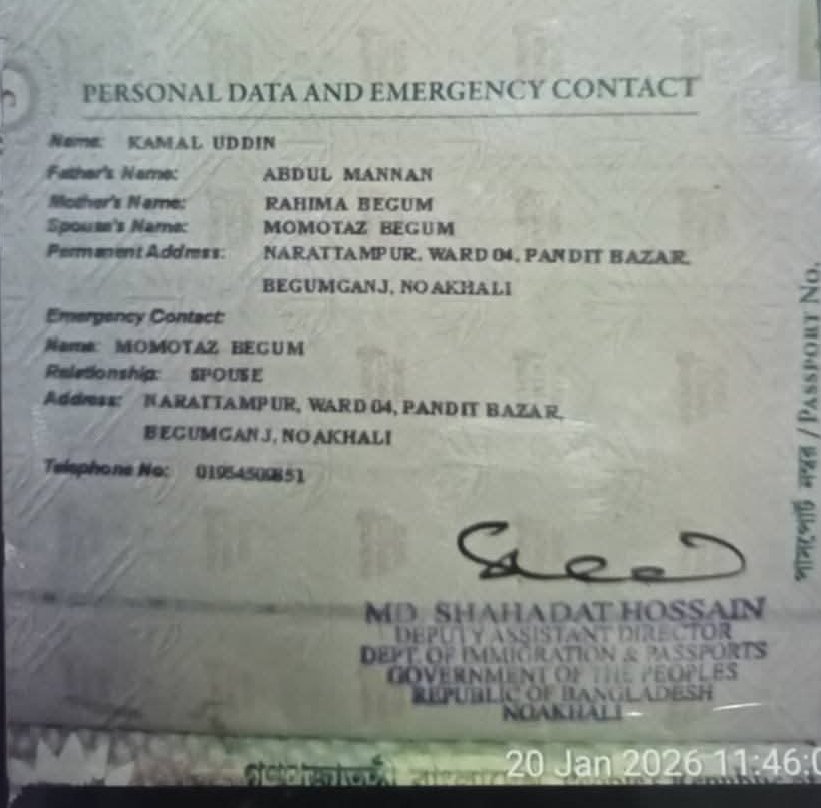 PERSONAL DATA AND EMERGENCY CONTACT
Name: KAMAL UDDIN
Father's Name: ABDUL MANNAN
Mother's Name: RAHIMA BEGUM
Spouse's Name: MOMOTAZ BEGUM
Permanent Address: NARATTAMPUR, WARD 04, PANDIT BAZAR,
BEGUMGANJ, NOAKHALI
Emergency Contact:
Name: MOMOTAZ BEGUM
Relationship: SPOUSE
Address: NARATTAMPUR, WARD 04, PANDIT BAZAR,
BEGUMGANJ, NOAKHALI
Telephone No:
MD. SHAHADAT HOSSAIN
DEPUTY ASSISTANT DIRECTOR
DEPT. OF IMMIGRATION & PASSPORTS
GOVERNMENT OF THE PEOPLES
REPUBLIC OF BANGLADESH
NOAKHALI
/ PASSPORT NO.
20 Jan 2026 11:46:0